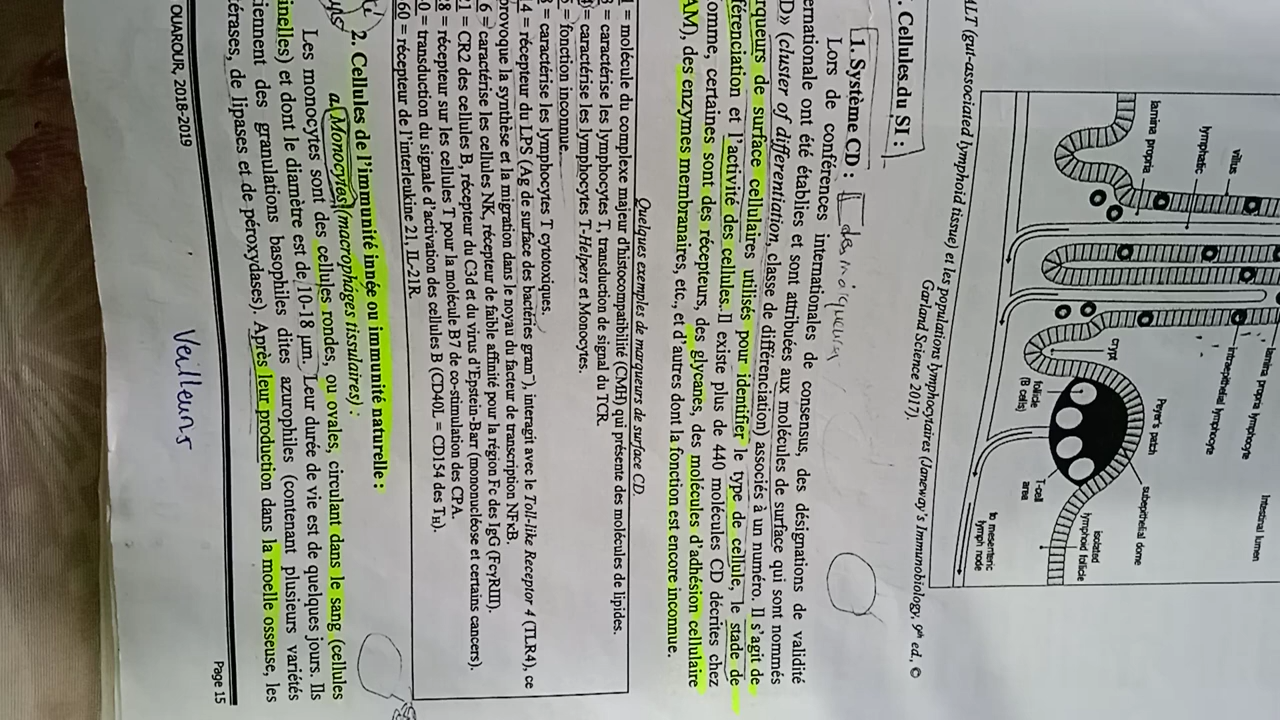 Intestinal lumen
villus
lymphatic
lamina propria
lamina propria lymphocyte
intraepithelial lymphocyte
Peyer's patch
subepithelial dome
crypt
follicle
(B cells)
T-cell
area
isolated
lymphoid follicle
to mesenteric
lymph node
ALT (gut-associated lymphoid tissue) et les populations lymphocytaires (Janeway's Immunobiology, 9th ed., ©
Garland Science 2017).
. Cellules du SI :
1. Système CD : des marqueurs
Lors de conférences internationales de consensus, des désignations de validité
ernationale ont été établies et sont attribuées aux molécules de surface qui sont nommés
D» (cluster of differentiation, classe de différenciation) associés à un numéro. Il s'agit de
rqueurs de surface cellulaires utilisés pour identifier le type de cellule, le stade de
férenciation et l'activité des cellules. Il existe plus de 440 molécules CD décrites chez
omme, certaines sont des récepteurs, des glycanes, des molécules d'adhésion cellulaire
AM), des enzymes membranaires, etc., et d'autres dont la fonction est encore inconnue.
Quelques exemples de marqueurs de surface CD.
1 = molécule du complexe majeur d'histocompatibilité (CMH) qui présente des molécules de lipides.
3 = caractérise les lymphocytes T, transduction de signal du TCR.
4 = caractérise les lymphocytes T-Helpers et Monocytes.
5 = fonction inconnue.
8 = caractérise les lymphocytes T cytotoxiques.
14 = récepteur du LPS (Ag de surface des bactéries gram-), interagit avec le Toll-like Receptor 4 (TLR4), ce
provoque la synthèse et la migration dans le noyau du facteur de transcription NFκB.
16 = caractérise les cellules NK, récepteur de faible affinité pour la région Fc des IgG (FcγRIII).
21 = CR2 des cellules B, récepteur du C3d et du virus d'Epstein-Barr (mononucléose et certains cancers).
28 = récepteur sur les cellules T pour la molécule B7 de co-stimulation des CPA.
0 = transduction du signale d'activation des cellules B (CD40L = CD154 des TH).
60 = récepteur de l'interleukine 21, IL-21R.
2. Cellules de l'immunité innée ou immunité naturelle :
a. Monocytes (macrophages tissulaires) :
Les monocytes sont des cellules rondes, ou ovales, circulant dans le sang (cellules
inelles) et dont le diamètre est de 10-18 µm. Leur durée de vie est de quelques jours. Ils
iennent des granulations basophiles dites azurophiles (contenant plusieurs variétés
térases, de lipases et de péroxydases). Après leur production dans la moelle osseuse, les
OUAROUR, 2018-2019
Page 15
Veilleurs